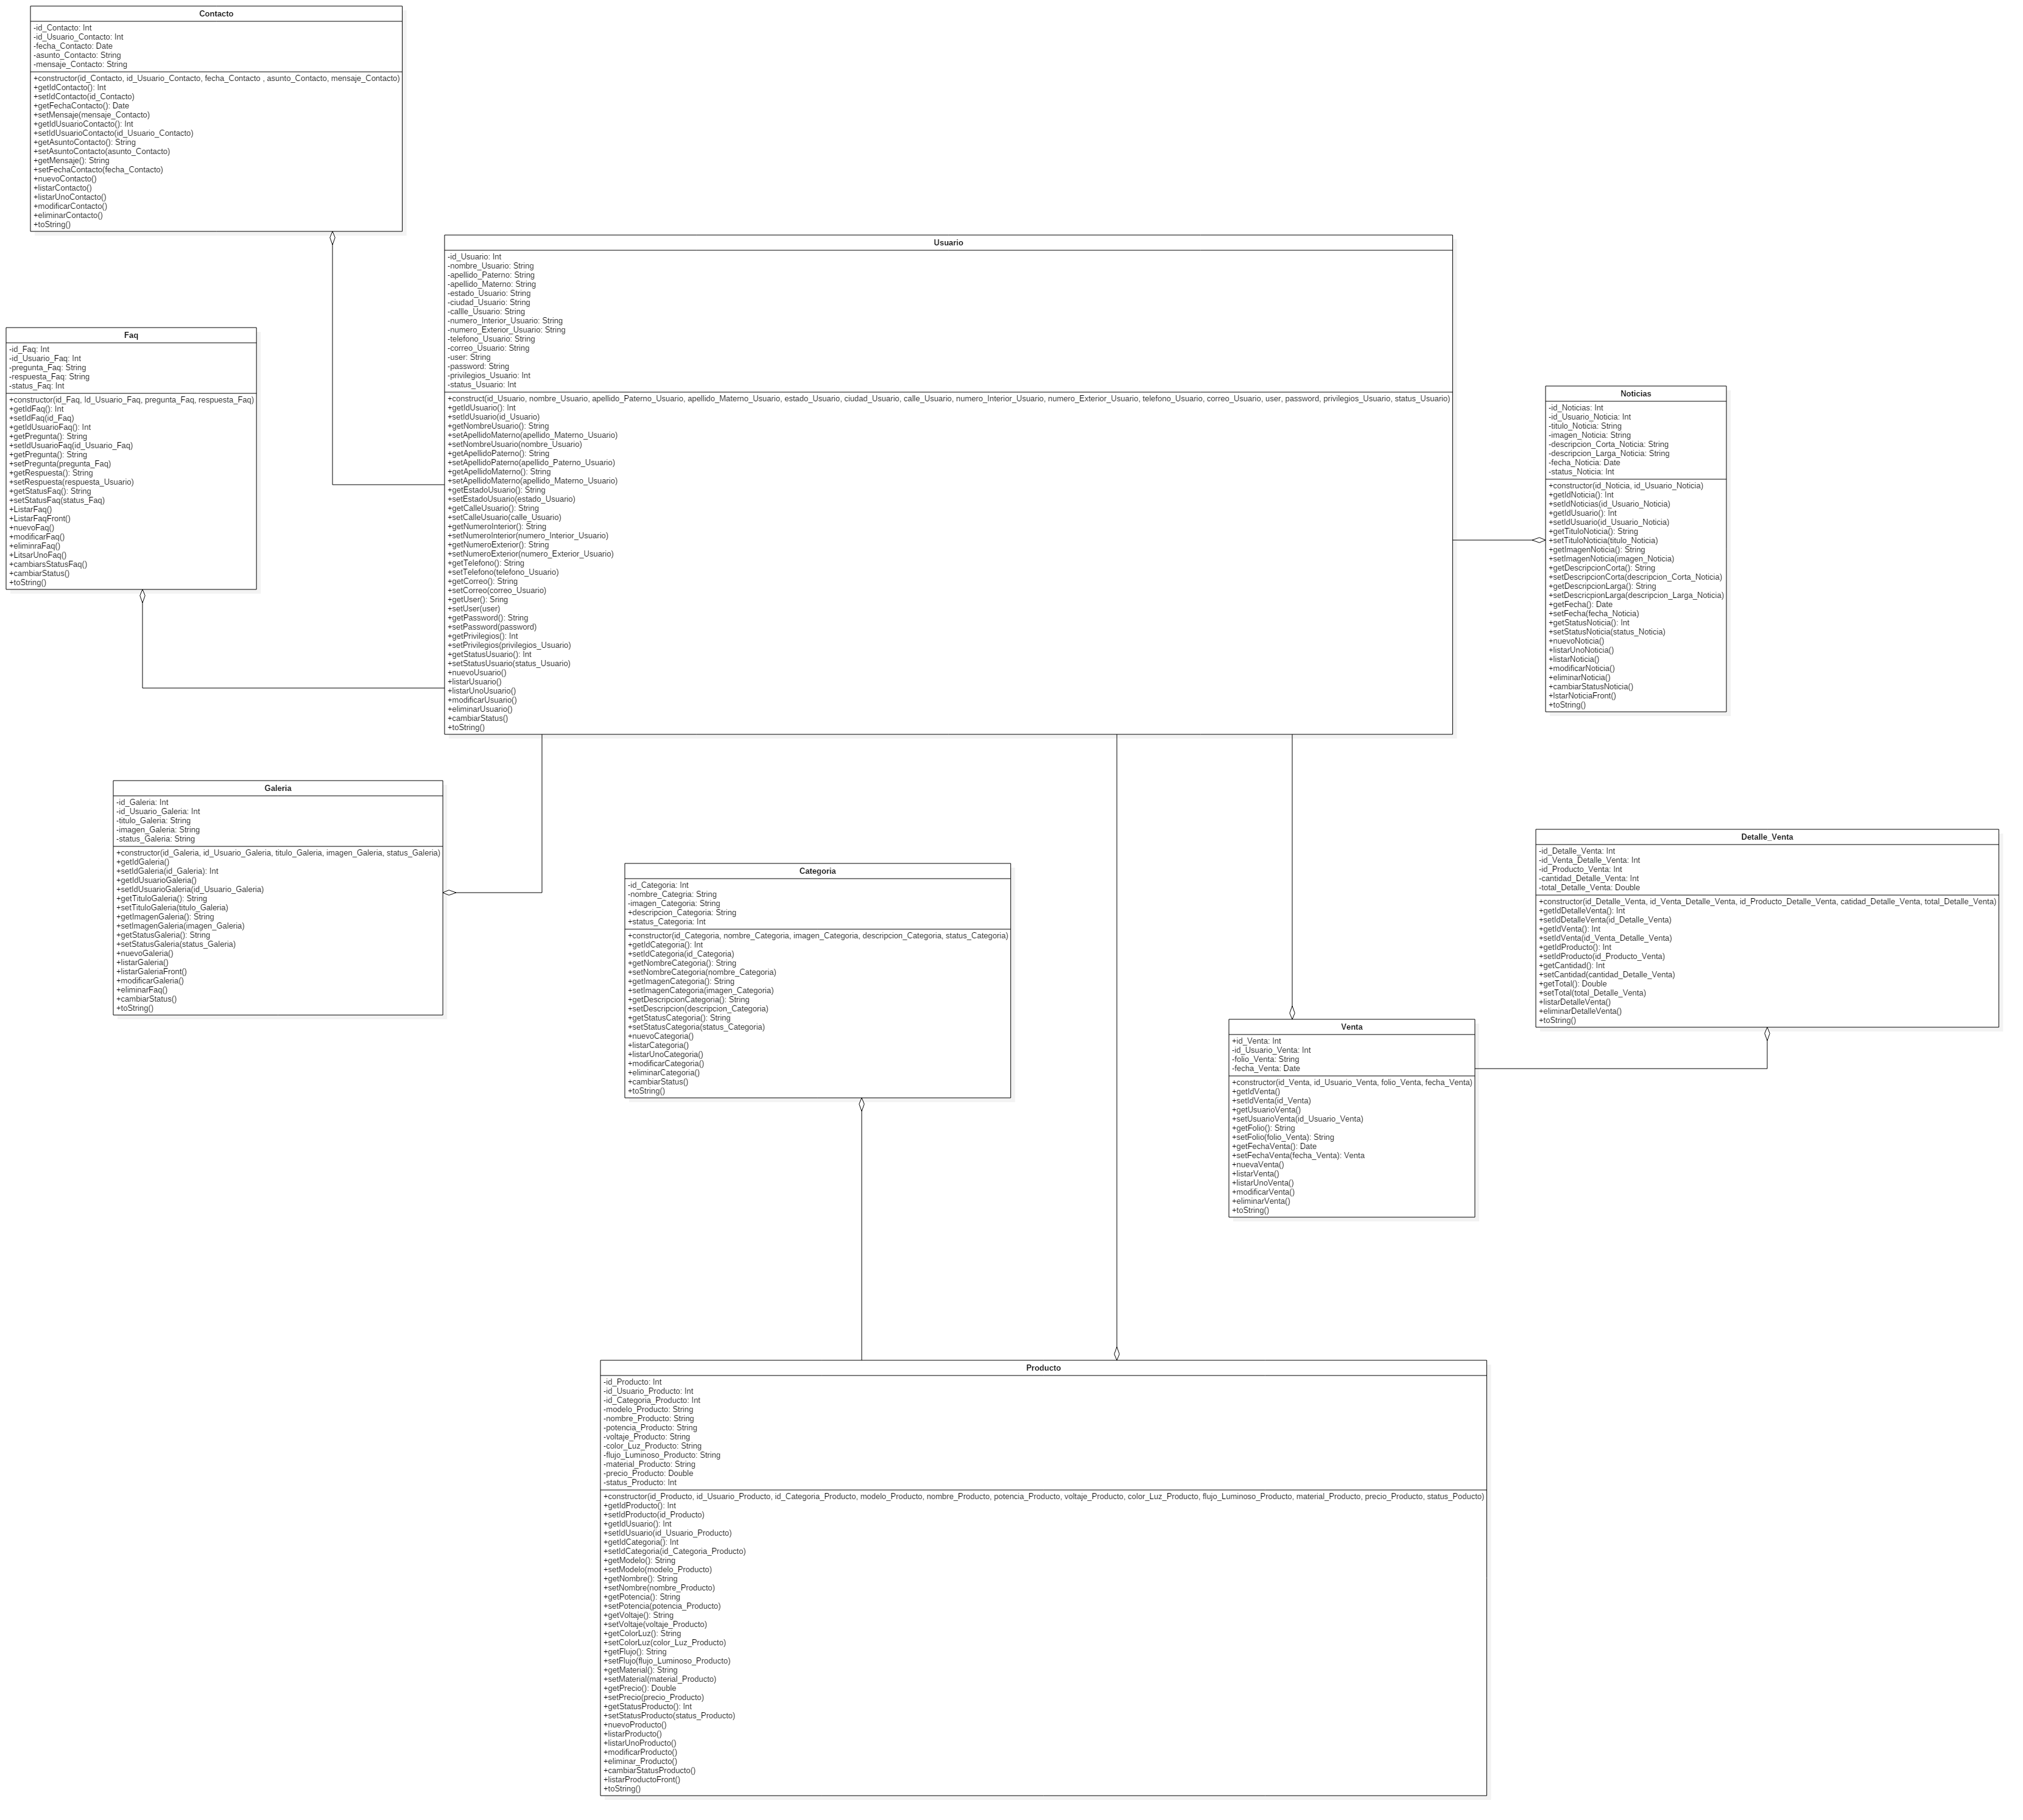 Contacto
-id_Contacto: Int
-id_Usuario_Contacto: Int
-fecha_Contacto: Date
-asunto_Contacto: String
-mensaje_Contacto: String
+constructor(id_Contacto, id_Usuario_Contacto, fecha_Contacto , asunto_Contacto, mensaje_Contacto)
+getIdContacto(): Int
+setIdContacto(id_Contacto)
+getFechaContacto(): Date
+setMensaje(mensaje_Contacto)
+getIdUsuarioContacto(): Int
+setIdUsuarioContacto(id_Usuario_Contacto)
+getAsuntoContacto(): String
+setAsuntoContacto(asunto_Contacto)
+getMensaje(): String
+setFechaContacto(fecha_Contacto)
+nuevoContacto()
+listarContacto()
+listarUnoContacto()
+modificarContacto()
+eliminarContacto()
+toString()
Usuario
-id_Usuario: Int
-nombre_Usuario: String
-apellido_Paterno: String
-apellido_Materno: String
-estado_Usuario: String
-ciudad_Usuario: String
-callle_Usuario: String
-numero_Interior_Usuario: String
-numero_Exterior_Usuario: String
-telefono_Usuario: String
-correo_Usuario: String
-user: String
-password: String
-privilegios_Usuario: Int
-status_Usuario: Int
+construct(id_Usuario, nombre_Usuario, apellido_Paterno_Usuario, apellido_Materno_Usuario, estado_Usuario, ciudad_Usuario, calle_Usuario, numero_Interior_Usuario, numero_Exterior_Usuario, telefono_Usuario, correo_Usuario, user, password, privilegios_Usuario, status_Usuario)
+getIdUsuario(): Int
+setIdUsuario(id_Usuario)
+getNombreUsuario(): String
+setApellidoMaterno(apellido_Materno_Usuario)
+setNombreUsuario(nombre_Usuario)
+getApellidoPaterno(): String
+setApellidoPaterno(apellido_Paterno_Usuario)
+getApellidoMaterno(): String
+setApellidoMaterno(apellido_Materno_Usuario)
+getEstadoUsuario(): String
+setEstadoUsuario(estado_Usuario)
+getCalleUsuario(): String
+setCalleUsuario(calle_Usuario)
+getNumeroInterior(): String
+setNumeroInterior(numero_Interior_Usuario)
+getNumeroExterior(): String
+setNumeroExterior(numero_Exterior_Usuario)
+getTelefono(): String
+setTelefono(telefono_Usuario)
+getCorreo(): String
+setCorreo(correo_Usuario)
+getUser(): Sring
+setUser(user)
+getPassword(): String
+setPassword(password)
+getPrivilegios(): Int
+setPrivilegios(privilegios_Usuario)
+getStatusUsuario(): Int
+setStatusUsuario(status_Usuario)
+nuevoUsuario()
+listarUsuario()
+listarUnoUsuario()
+modificarUsuario()
+eliminarUsuario()
+cambiarStatus()
+toString()
Faq
-id_Faq: Int
-id_Usuario_Faq: Int
-pregunta_Faq: String
-respuesta_Faq: String
-status_Faq: Int
+constructor(id_Faq, Id_Usuario_Faq, pregunta_Faq, respuesta_Faq)
+getIdFaq(): Int
+setIdFaq(id_Faq)
+getIdUsuarioFaq(): Int
+getPregunta(): String
+setIdUsuarioFaq(id_Usuario_Faq)
+getPregunta(): String
+setPregunta(pregunta_Faq)
+getRespuesta(): String
+setRespuesta(respuesta_Usuario)
+getStatusFaq(): String
+setStatusFaq(status_Faq)
+ListarFaq()
+ListarFaqFront()
+nuevoFaq()
+modificarFaq()
+eliminraFaq()
+LitsarUnoFaq()
+cambiarsStatusFaq()
+cambiarStatus()
+toString()
Noticias
-id_Noticias: Int
-id_Usuario_Noticia: Int
-titulo_Noticia: String
-imagen_Noticia: String
-descripcion_Corta_Noticia: String
-descripcion_Larga_Noticia: String
-fecha_Noticia: Date
-status_Noticia: Int
+constructor(id_Noticia, id_Usuario_Noticia)
+getIdNoticia(): Int
+setIdNoticias(id_Usuario_Noticia)
+getIdUsuario(): Int
+setIdUsuario(id_Usuario_Noticia)
+getTituloNoticia(): String
+setTituloNoticia(titulo_Noticia)
+getImagenNoticia(): String
+setImagenNoticia(imagen_Noticia)
+getDescripcionCorta(): String
+setDescripcionCorta(descripcion_Corta_Noticia)
+getDescripcionLarga(): String
+setDescricpionLarga(descripcion_Larga_Noticia)
+getFecha(): Date
+setFecha(fecha_Noticia)
+getStatusNoticia(): Int
+setStatusNoticia(status_Noticia)
+nuevoNoticia()
+listarUnoNoticia()
+listarNoticia()
+modificarNoticia()
+eliminarNoticia()
+cambiarStatusNoticia()
+lstarNoticiaFront()
+toString()
Galeria
-id_Galeria: Int
-id_Usuario_Galeria: Int
-titulo_Galeria: String
-imagen_Galeria: String
-status_Galeria: String
+constructor(id_Galeria, id_Usuario_Galeria, titulo_Galeria, imagen_Galeria, status_Galeria)
+getIdGaleria()
+setIdGaleria(id_Galeria): Int
+getIdUsuarioGaleria()
+setIdUsuarioGaleria(id_Usuario_Galeria)
+getTituloGaleria(): String
+setTituloGaleria(titulo_Galeria)
+getImagenGaleria(): String
+setImagenGaleria(imagen_Galeria)
+getStatusGaleria(): String
+setStatusGaleria(status_Galeria)
+nuevoGaleria()
+listarGaleria()
+listarGaleriaFront()
+modificarGaleria()
+eliminarFaq()
+cambiarStatus()
+toString()
Categoria
-id_Categoria: Int
-nombre_Categria: String
-imagen_Categoria: String
+descripcion_Categoria: String
+status_Categoria: Int
+constructor(id_Categoria, nombre_Categoria, imagen_Categoria, descripcion_Categoria, status_Categoria)
+getIdCategoria(): Int
+setIdCategoria(id_Categoria)
+getNombreCategoria(): String
+setNombreCategoria(nombre_Categoria)
+getImagenCategoria(): String
+setImagenCategoria(imagen_Categoria)
+getDescripcionCategoria(): String
+setDescripcion(descripcion_Categoria)
+getStatusCategoria(): String
+setStatusCategoria(status_Categoria)
+nuevoCategoria()
+listarCategoria()
+listarUnoCategoria()
+modificarCategoria()
+eliminarCategoria()
+cambiarStatus()
+toString()
Detalle_Venta
-id_Detalle_Venta: Int
-id_Venta_Detalle_Venta: Int
-id_Producto_Venta: Int
-cantidad_Detalle_Venta: Int
-total_Detalle_Venta: Double
+constructor(id_Detalle_Venta, id_Venta_Detalle_Venta, id_Producto_Detalle_Venta, catidad_Detalle_Venta, total_Detalle_Venta)
+getIdDetalleVenta(): Int
+setIdDetalleVenta(id_Detalle_Venta)
+getIdVenta(): Int
+setIdVenta(id_Venta_Detalle_Venta)
+getIdProducto(): Int
+setIdProducto(id_Producto_Venta)
+getCantidad(): Int
+setCantidad(cantidad_Detalle_Venta)
+getTotal(): Double
+setTotal(total_Detalle_Venta)
+listarDetalleVenta()
+eliminarDetalleVenta()
+toString()
Venta
+id_Venta: Int
-id_Usuario_Venta: Int
-folio_Venta: String
-fecha_Venta: Date
+constructor(id_Venta, id_Usuario_Venta, folio_Venta, fecha_Venta)
+getIdVenta()
+setIdVenta(id_Venta)
+getUsuarioVenta()
+setUsuarioVenta(id_Usuario_Venta)
+getFolio(): String
+setFolio(folio_Venta): String
+getFechaVenta(): Date
+setFechaVenta(fecha_Venta): Venta
+nuevaVenta()
+listarVenta()
+listarUnoVenta()
+modificarVenta()
+eliminarVenta()
+toString()
Producto
-id_Producto: Int
-id_Usuario_Producto: Int
-id_Categoria_Producto: Int
-modelo_Producto: String
-nombre_Producto: String
-potencia_Producto: String
-voltaje_Producto: String
-color_Luz_Producto: String
-flujo_Luminoso_Producto: String
-material_Producto: String
-precio_Producto: Double
-status_Producto: Int
+constructor(id_Producto, id_Usuario_Producto, id_Categoria_Producto, modelo_Producto, nombre_Producto, potencia_Producto, voltaje_Producto, color_Luz_Producto, flujo_Luminoso_Producto, material_Producto, precio_Producto, status_Poducto)
+getIdProducto(): Int
+setIdProducto(id_Producto)
+getIdUsuario(): Int
+setIdUsuario(id_Usuario_Producto)
+getIdCategoria(): Int
+setIdCategoria(id_Categoria_Producto)
+getModelo(): String
+setModelo(modelo_Producto)
+getNombre(): String
+setNombre(nombre_Producto)
+getPotencia(): String
+setPotencia(potencia_Producto)
+getVoltaje(): String
+setVoltaje(voltaje_Producto)
+getColorLuz(): String
+setColorLuz(color_Luz_Producto)
+getFlujo(): String
+setFlujo(flujo_Luminoso_Producto)
+getMaterial(): String
+setMaterial(material_Producto)
+getPrecio(): Double
+setPrecio(precio_Producto)
+getStatusProducto(): Int
+setStatusProducto(status_Producto)
+nuevoProducto()
+listarProducto()
+listarUnoProducto()
+modificarProducto()
+eliminar_Producto()
+cambiarStatusProducto()
+listarProductoFront()
+toString()